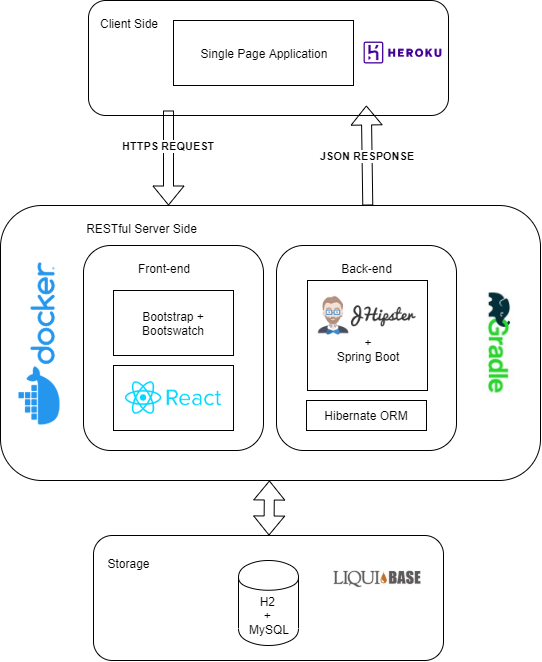 Client Side
Single Page Application
HEROKU
HTTPS REQUEST
JSON RESPONSE
RESTful Server Side
docker
Front-end
Bootstrap +
Bootswatch
React
Back-end
JHipster
+
Spring Boot
Hibernate ORM
Gradle
Storage
LIQUIBASE
H2
+
MySQL